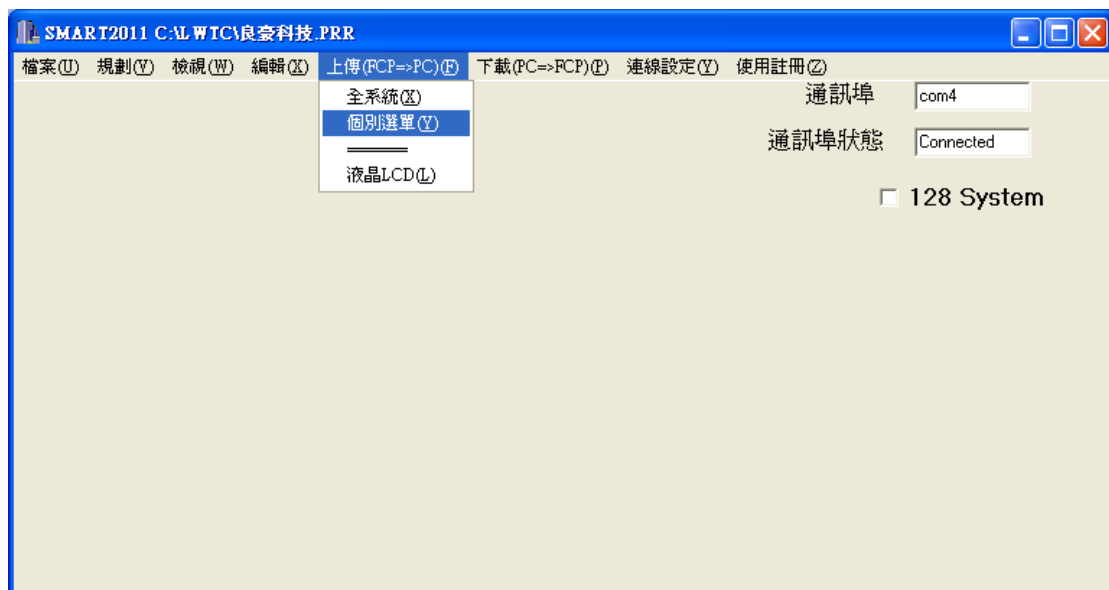 SMART2011 C:\LWTC\良豪科技.PRR
檔案(U) 規劃(V) 檢視(W) 編輯(X) 上傳(FCP=>PC)(F) 下載(PC=>FCP)(P) 連線設定(Y) 使用註冊(Z)
全系統(X)
個別選單(Y)
液晶LCD(L)
通訊埠 com4
通訊埠狀態 Connected
128 System